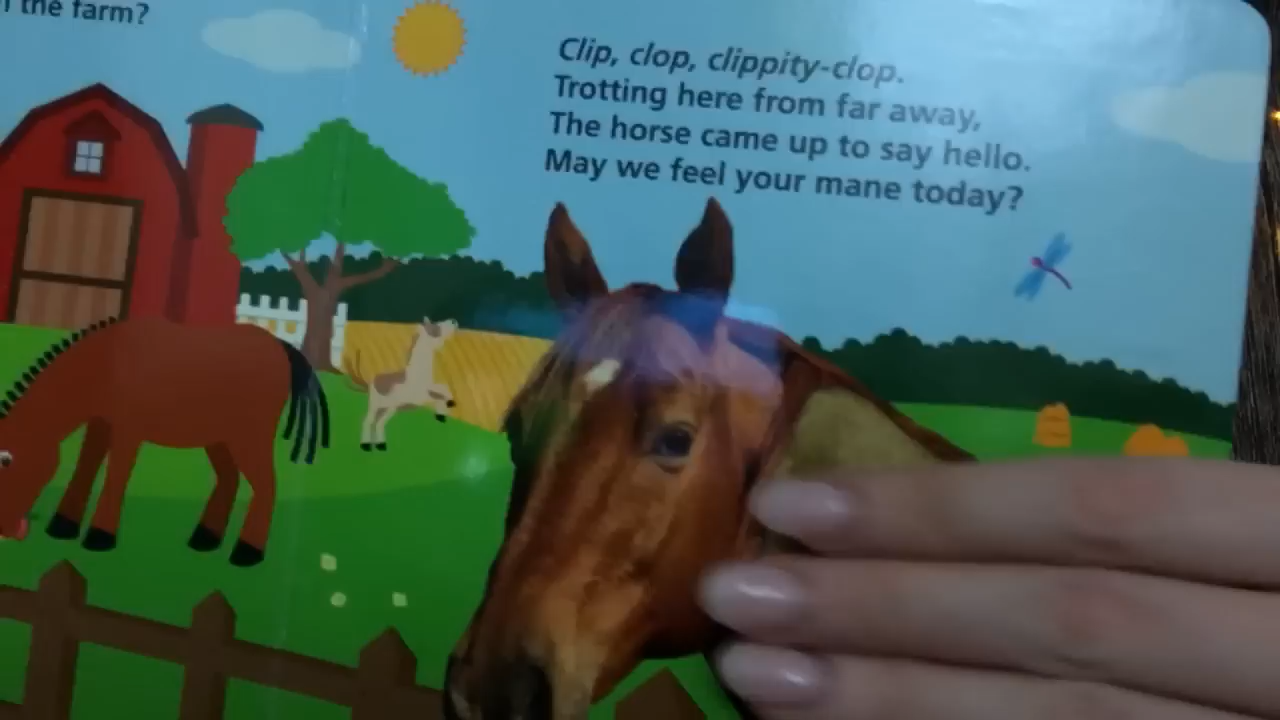 the farm?
Clip, clop, clippity-clop.
Trotting here from far away,
The horse came up to say hello.
May we feel your mane today?